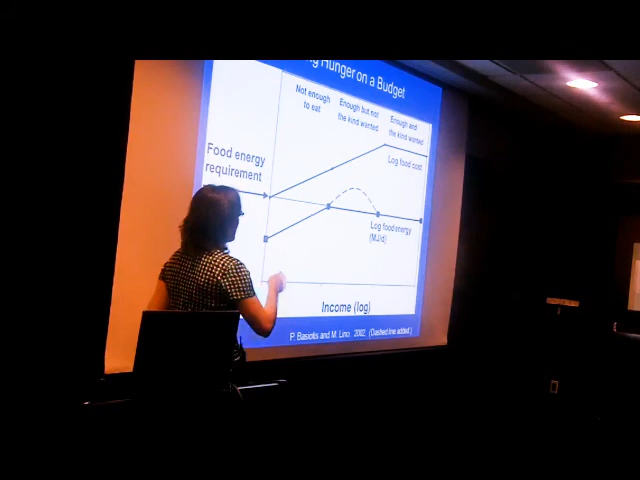 Hunger on a Budget
Not enough
to eat
Enough but not
the kind wanted
Enough and
the kind wanted
Log food cost
Food energy
requirement
Log food energy
(MJ/d)
Income (log)
P. Basiotis and M. Lino. 2002. (Dashed line added.)